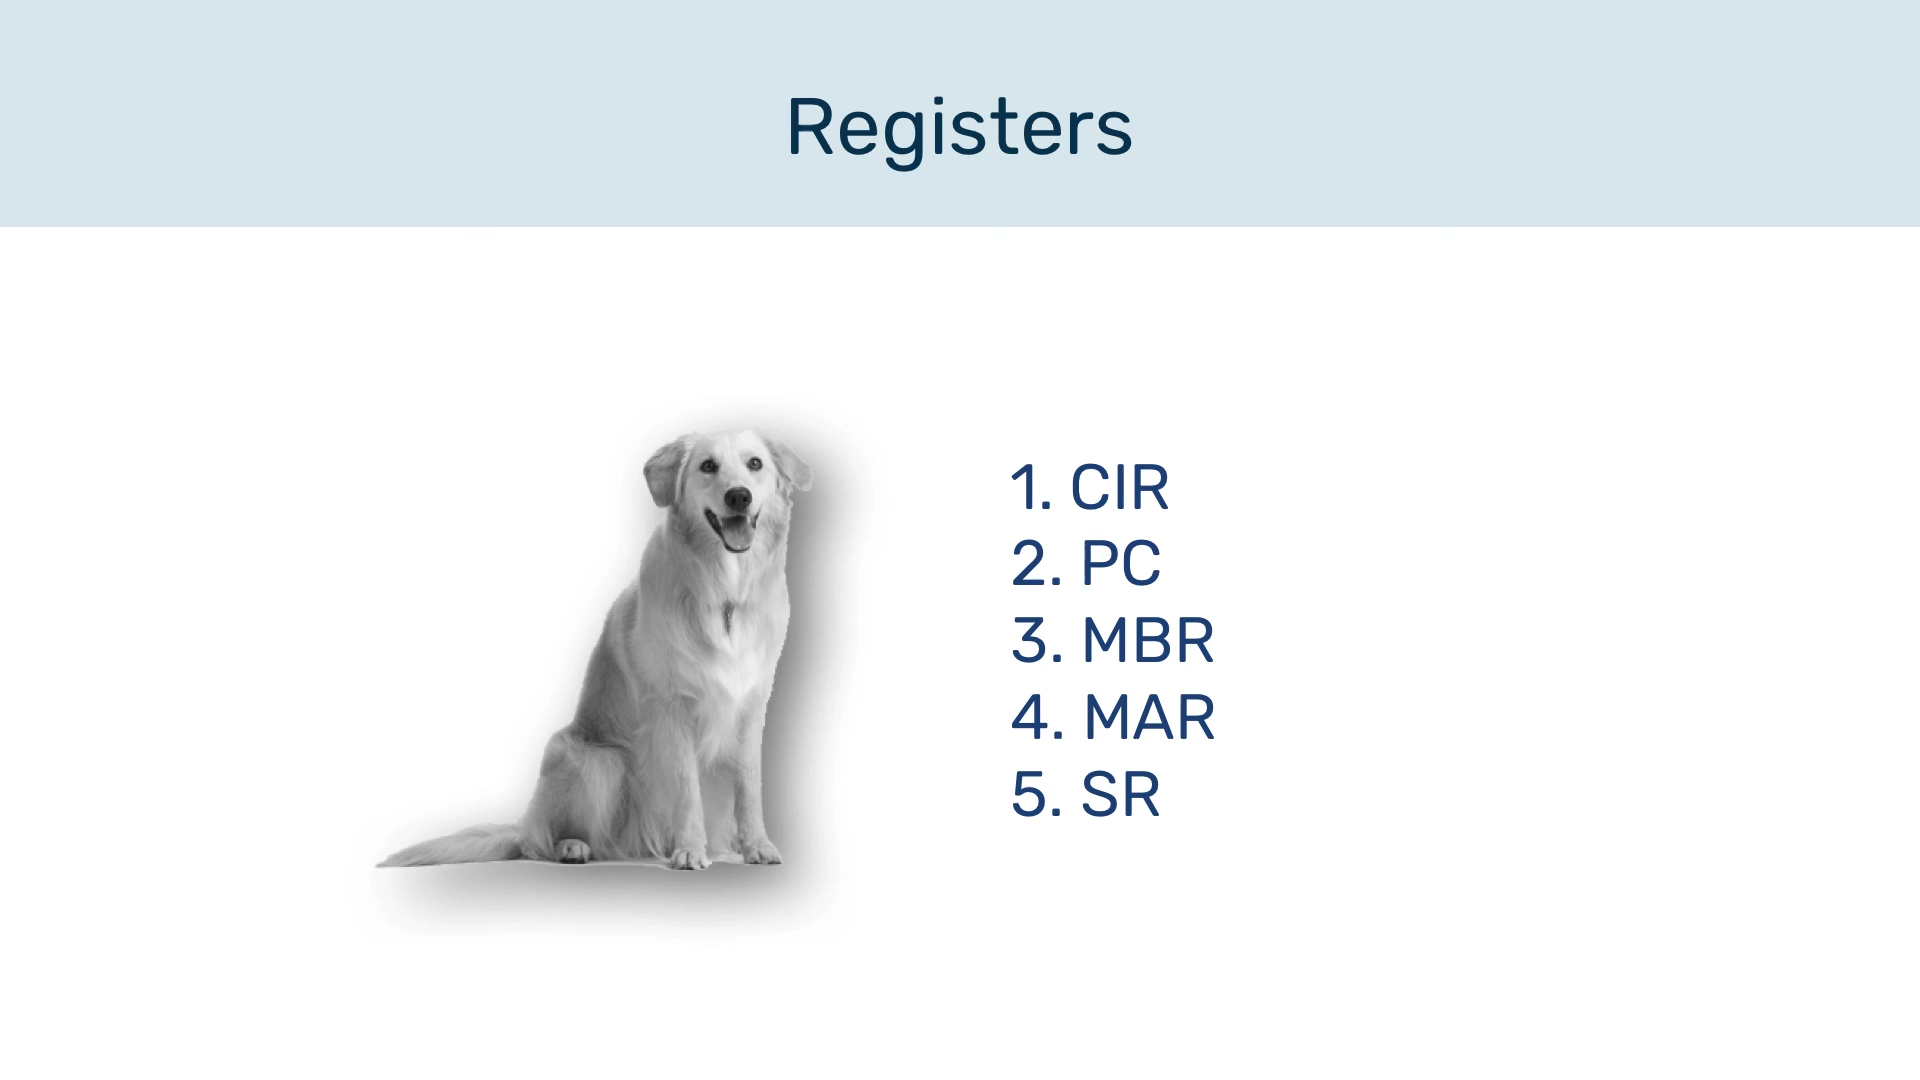 Registers
1. CIR
2. PC
3. MBR
4. MAR
5. SR